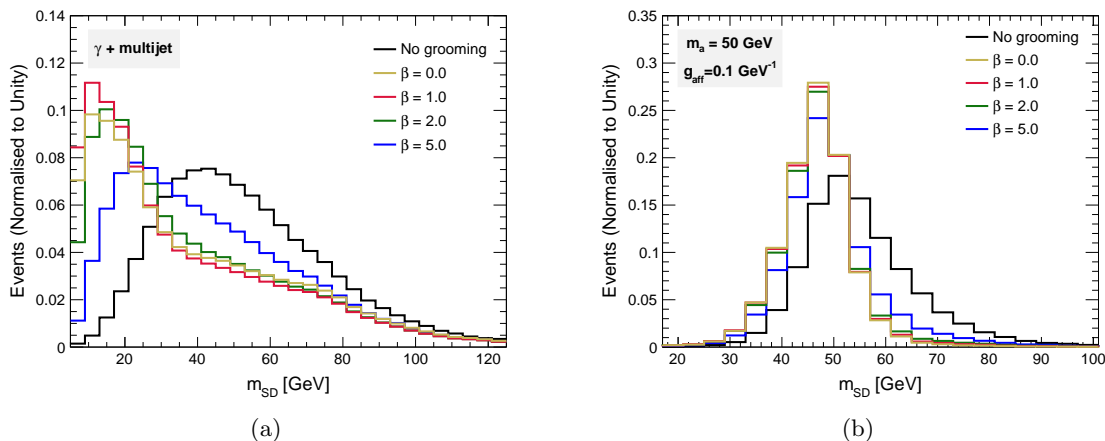 γ + multijet
No grooming
β = 0.0
β = 1.0
β = 2.0
β = 5.0
Events (Normalised to Unity)
0.14
0.12
0.1
0.08
0.06
0.04
0.02
0
20 40 60 80 100 120
m_SD [GeV]
(a)
m_a = 50 GeV
g_aff=0.1 GeV⁻¹
No grooming
β = 0.0
β = 1.0
β = 2.0
β = 5.0
Events (Normalised to Unity)
0.35
0.3
0.25
0.2
0.15
0.1
0.05
0
20 30 40 50 60 70 80 90 100
m_SD [GeV]
(b)